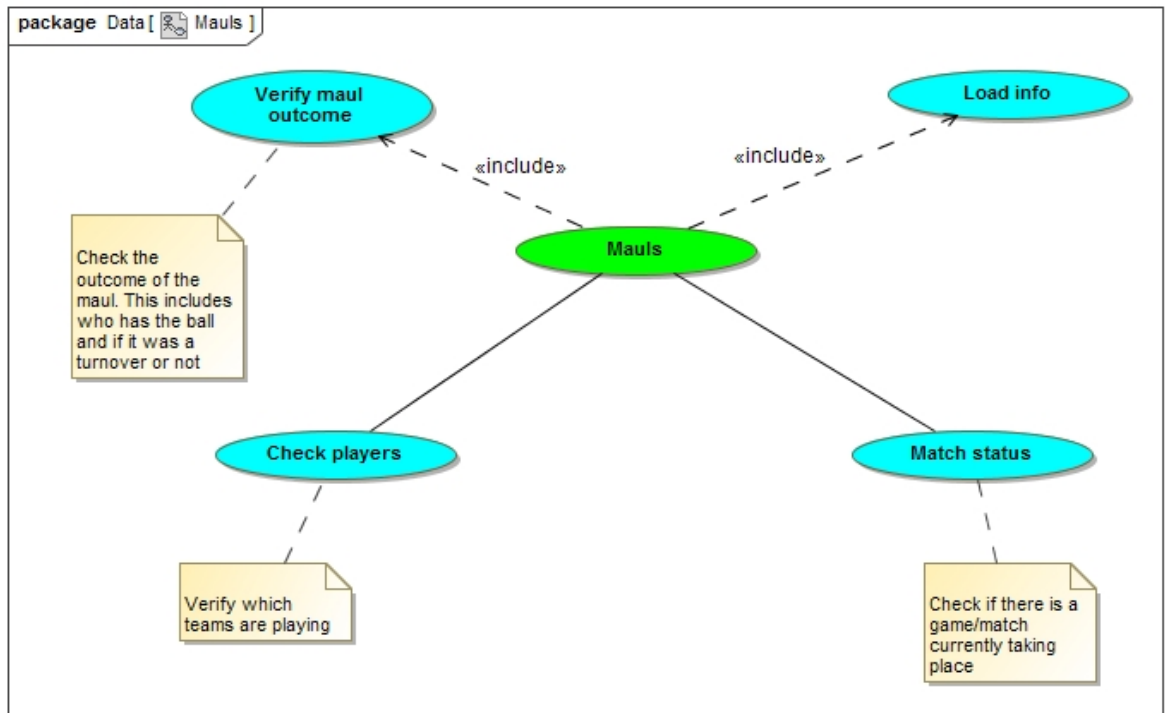 package Data [ Mauls ]
Verify maul
outcome
Load info
«include»
«include»
Mauls
Check the
outcome of the
maul. This includes
who has the ball
and if it was a
turnover or not
Check players
Match status
Verify which
teams are playing
Check if there is a
game/match
currently taking
place